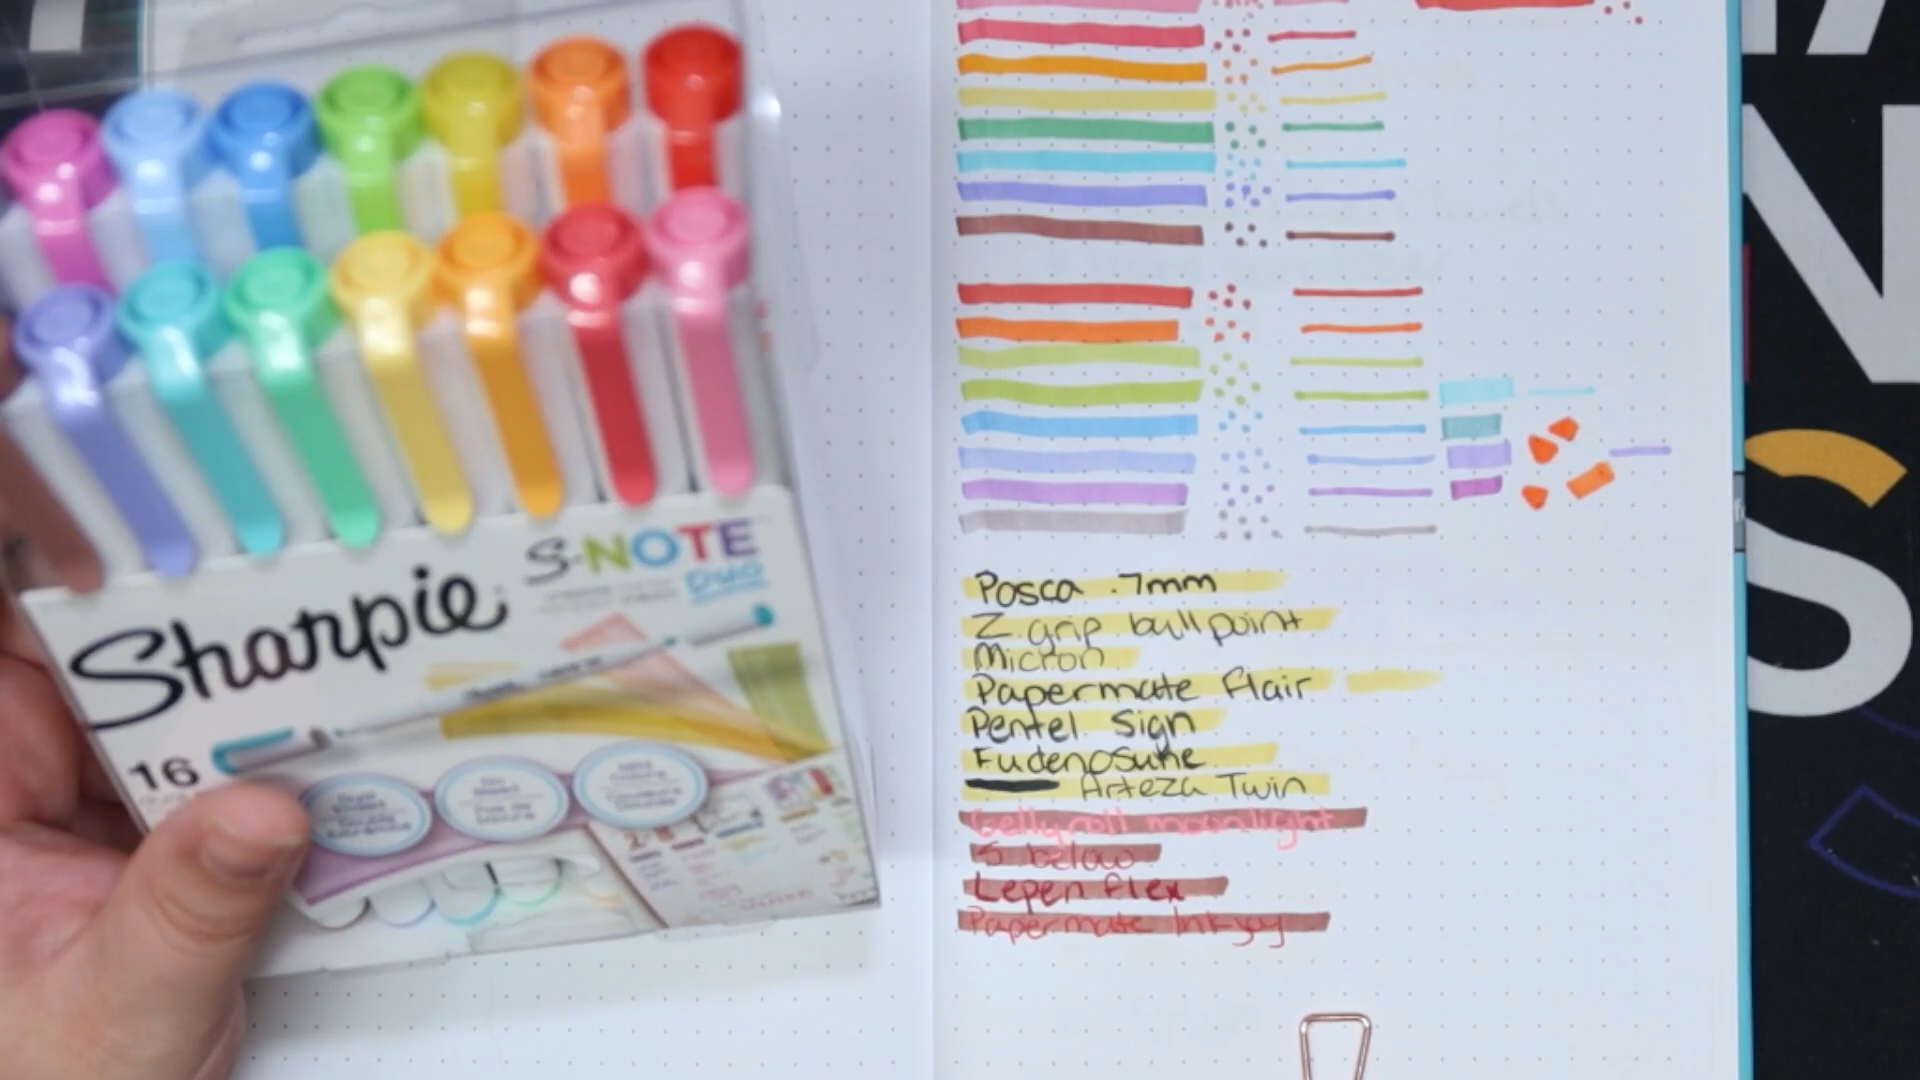 Sharpie
S·NOTE
DUO
16
Posca .7mm
Z grip ballpoint
Micron
Papermate Flair
Pentel Sign
Fudenosuke
Arteza Twin
Gellyroll moonlight
5 below
Lepen flex
Papermate Inkjoy
N
S